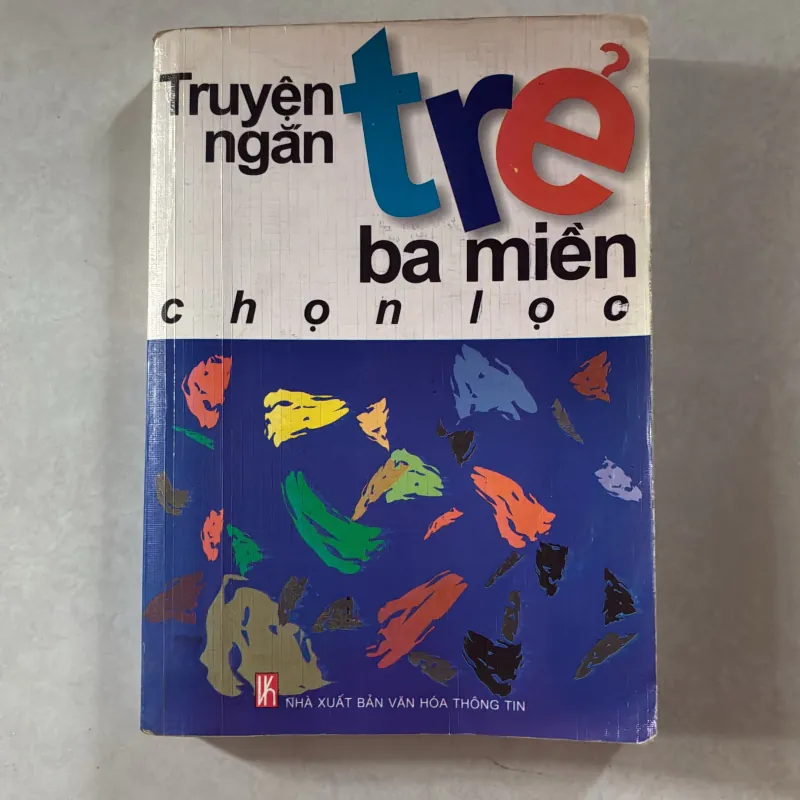 Truyện trẻ
ngắn
ba miền
chọn lọc
NHÀ XUẤT BẢN VĂN HÓA THÔNG TIN